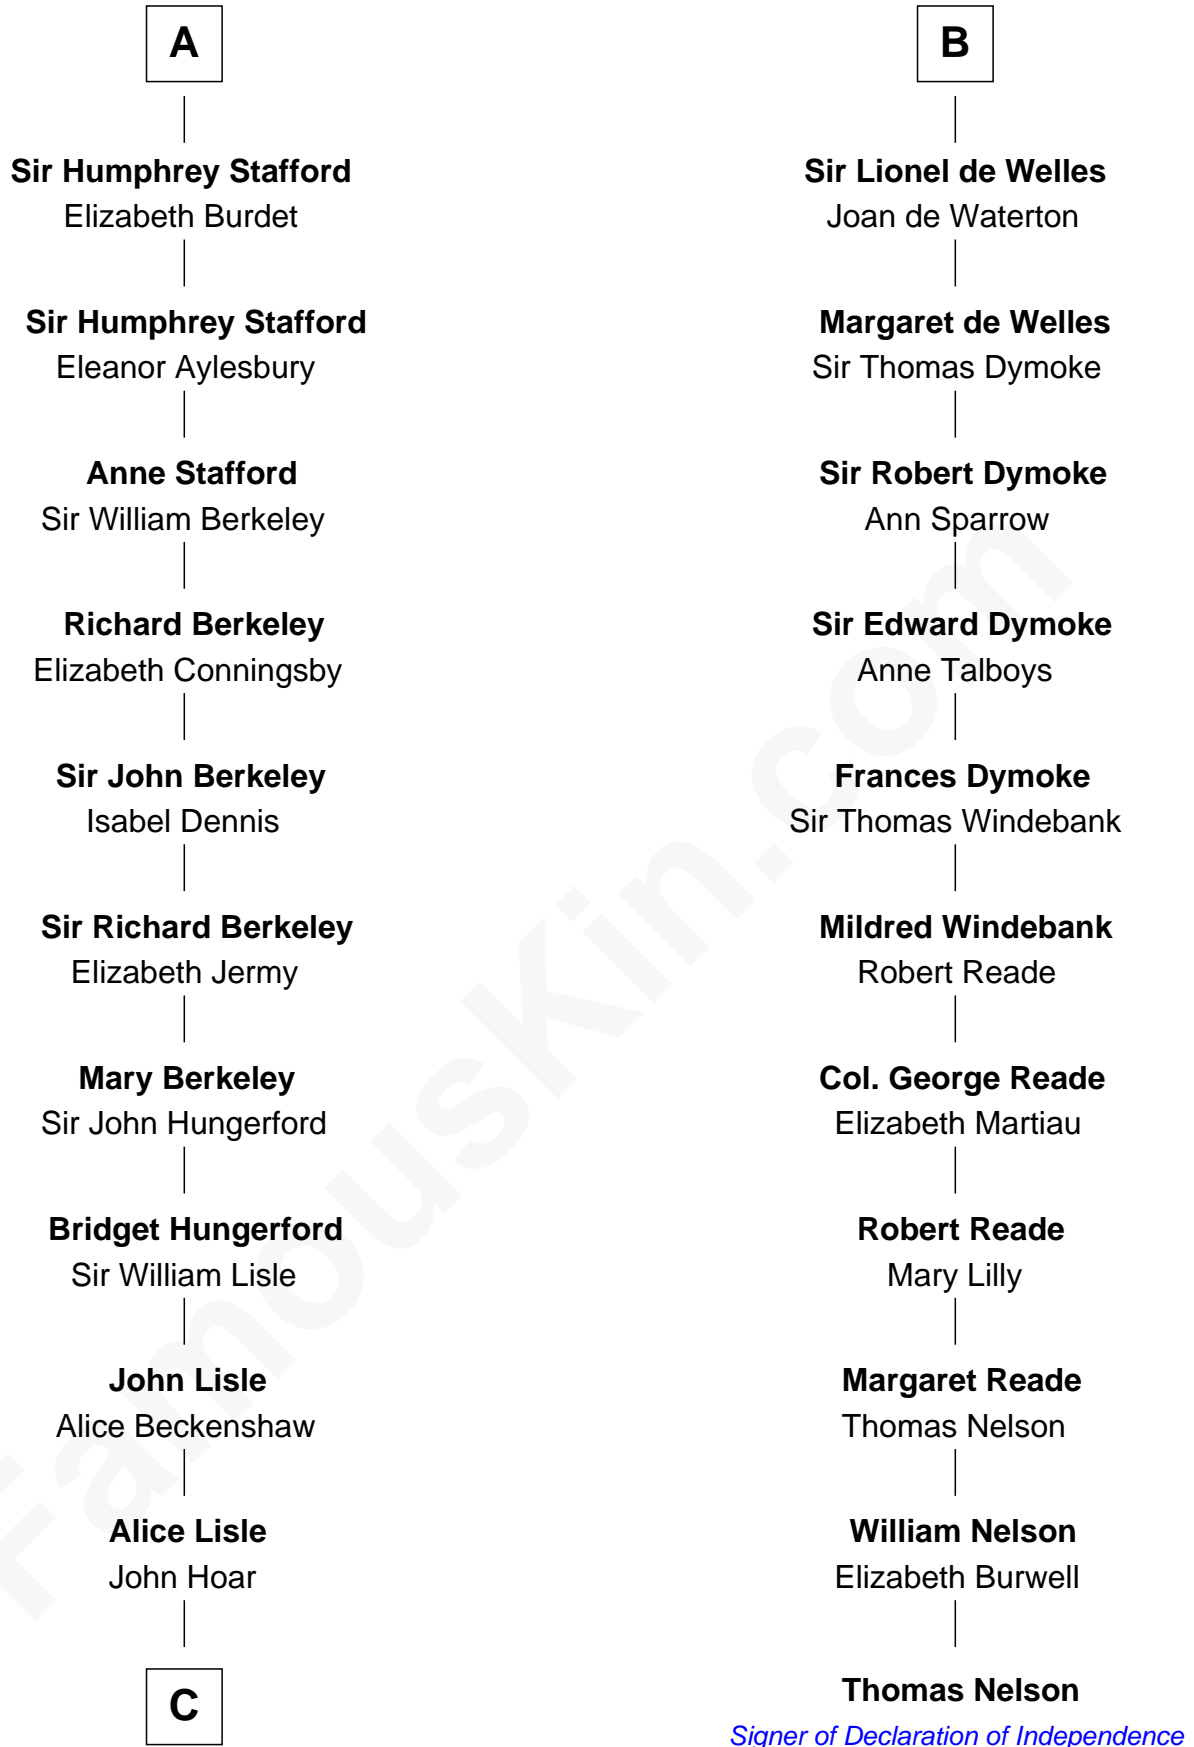 A
Sir Humphrey Stafford
Elizabeth Burdet
Sir Humphrey Stafford
Eleanor Aylesbury
Anne Stafford
Sir William Berkeley
Richard Berkeley
Elizabeth Conningsby
Sir John Berkeley
Isabel Dennis
Sir Richard Berkeley
Elizabeth Jermy
Mary Berkeley
Sir John Hungerford
Bridget Hungerford
Sir William Lisle
John Lisle
Alice Beckenshaw
Alice Lisle
John Hoar
C
B
Sir Lionel de Welles
Joan de Waterton
Margaret de Welles
Sir Thomas Dymoke
Sir Robert Dymoke
Ann Sparrow
Sir Edward Dymoke
Anne Talboys
Frances Dymoke
Sir Thomas Windebank
Mildred Windebank
Robert Reade
Col. George Reade
Elizabeth Martiau
Robert Reade
Mary Lilly
Margaret Reade
Thomas Nelson
William Nelson
Elizabeth Burwell
Thomas Nelson
Signer of Declaration of Independence
FamousKin.com